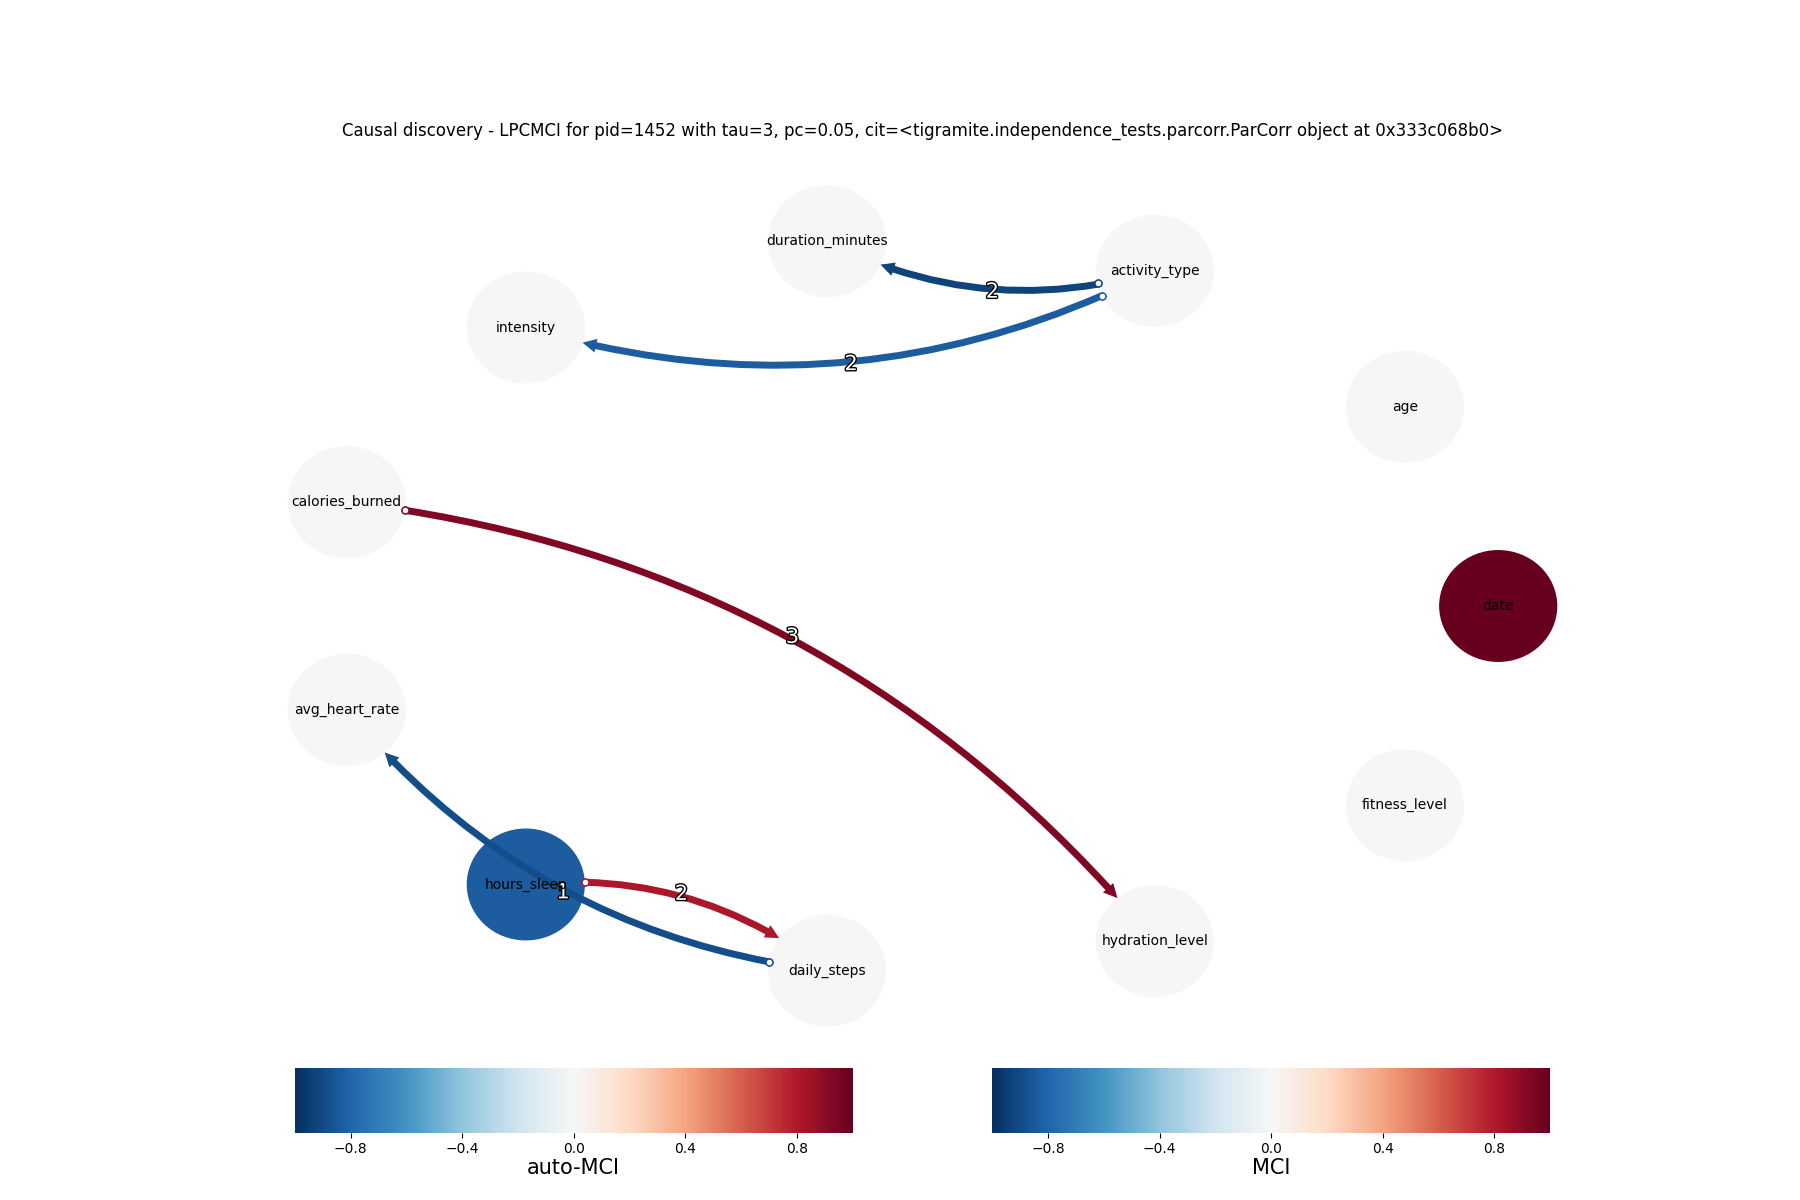 Causal discovery - LPCMCI for pid=1452 with tau=3, pc=0.05, cit=<tigramite.independence_tests.parcorr.ParCorr object at 0x333c068b0>
duration_minutes
activity_type
2
intensity
2
age
calories_burned
date
3
avg_heart_rate
fitness_level
hours_sleep
1
2
hydration_level
daily_steps
−0.8 −0.4 0.0 0.4 0.8
auto-MCI
−0.8 −0.4 0.0 0.4 0.8
MCI